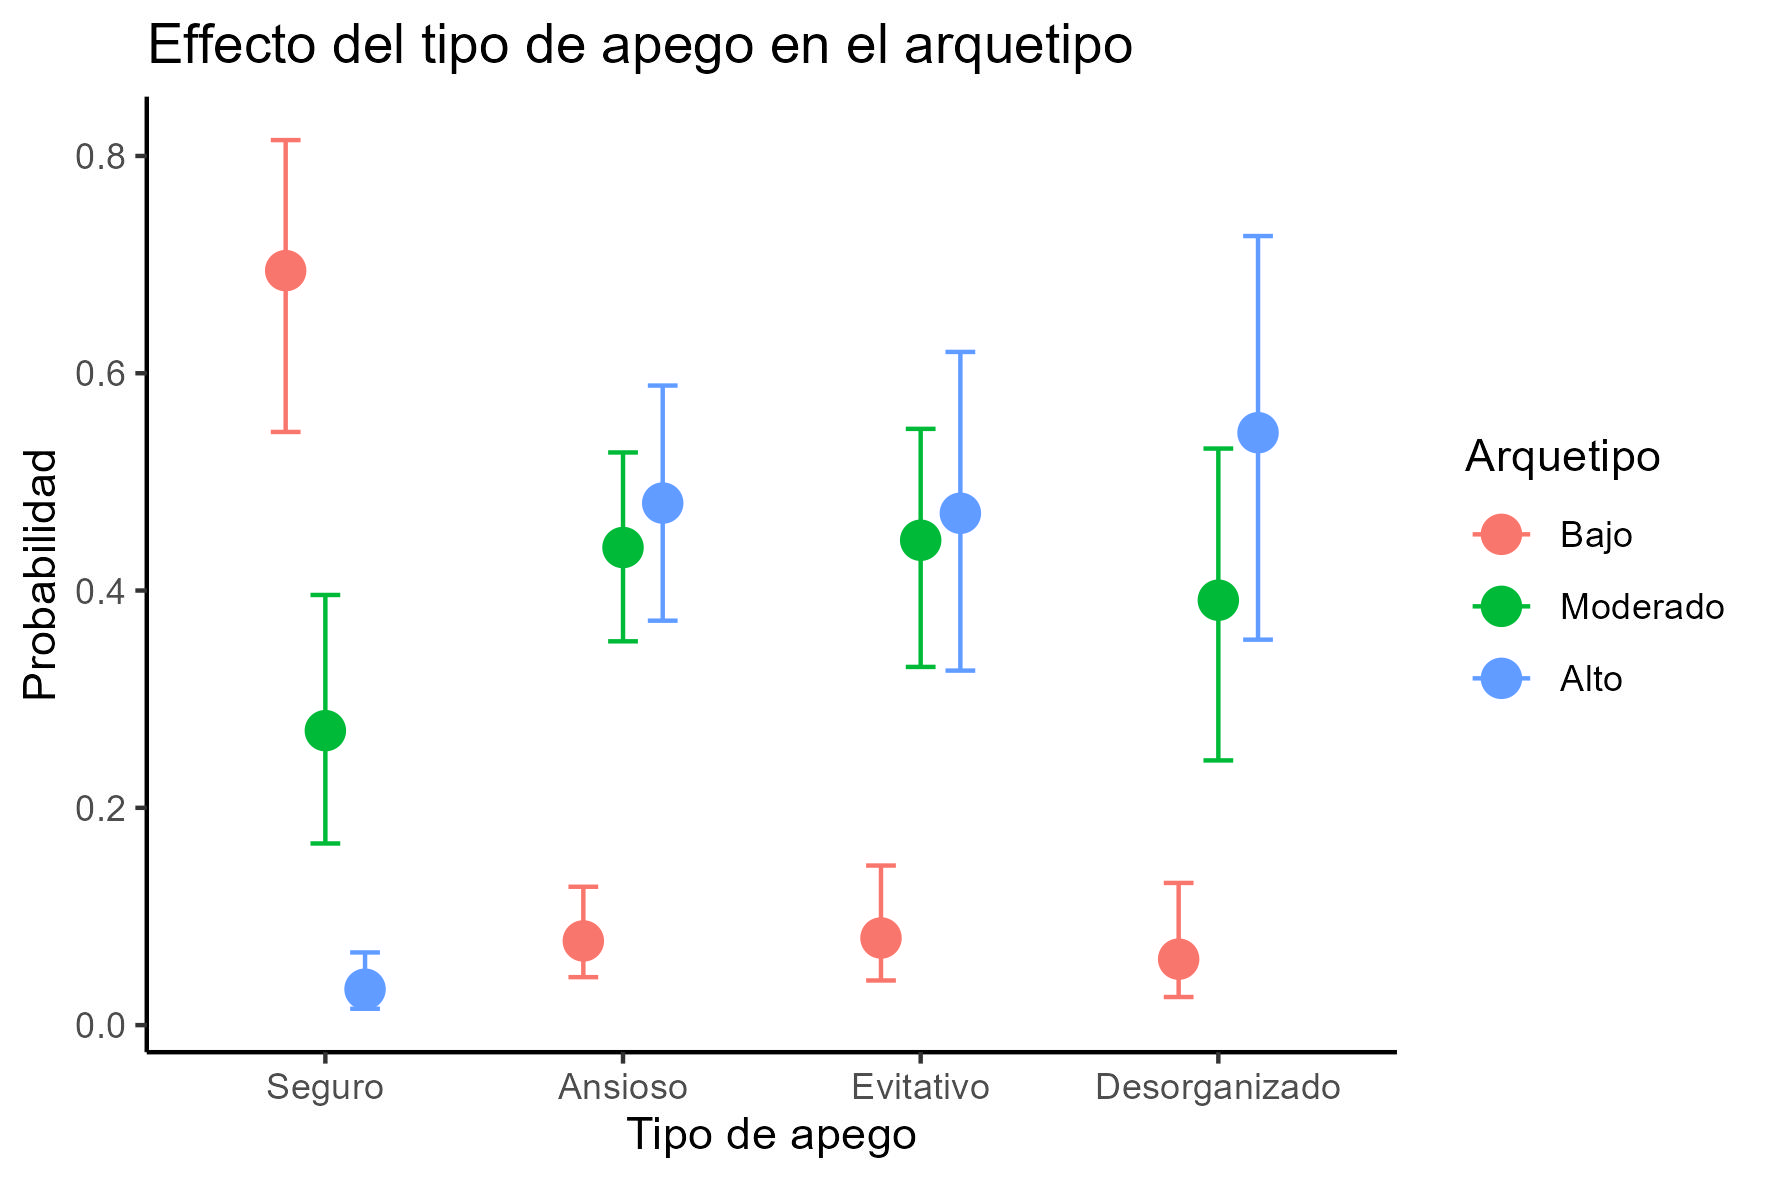 Effecto del tipo de apego en el arquetipo
Probabilidad
0.8
0.6
0.4
0.2
0.0
Seguro Ansioso Evitativo Desorganizado
Tipo de apego
Arquetipo
Bajo
Moderado
Alto